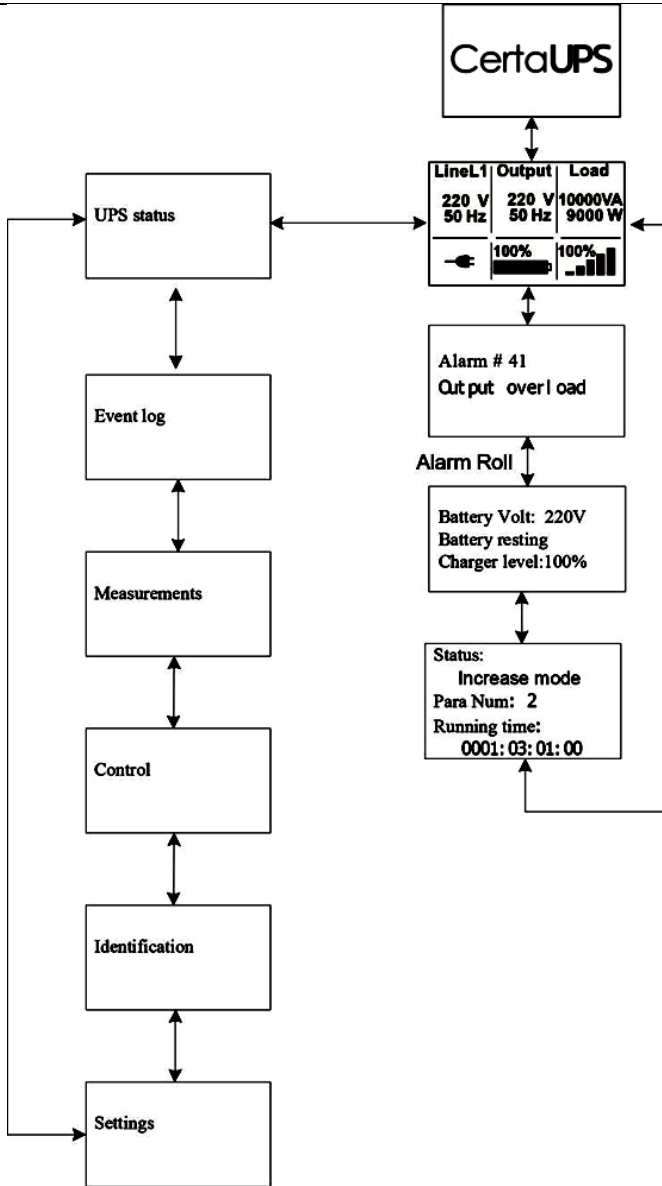 CertaUPS
LineL1 Output Load
220 V 220 V 10000VA
50 Hz 50 Hz 9000 W
100% 100%
UPS status
Alarm # 41
Output overload
Alarm Roll
Battery Volt: 220V
Battery resting
Charger level:100%
Status:
Increase mode
Para Num: 2
Running time:
0001:03:01:00
Event log
Measurements
Control
Identification
Settings